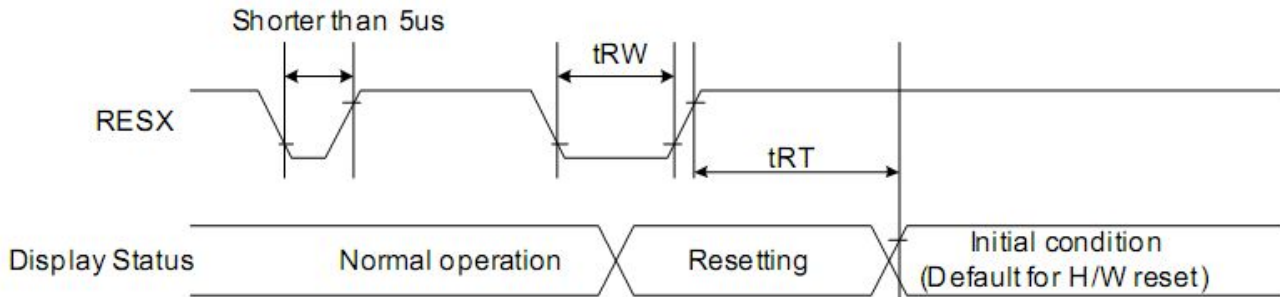 Shorter than 5us
tRW
RESX
tRT
Display Status
Normal operation
Resetting
Initial condition
(Default for H/W reset)